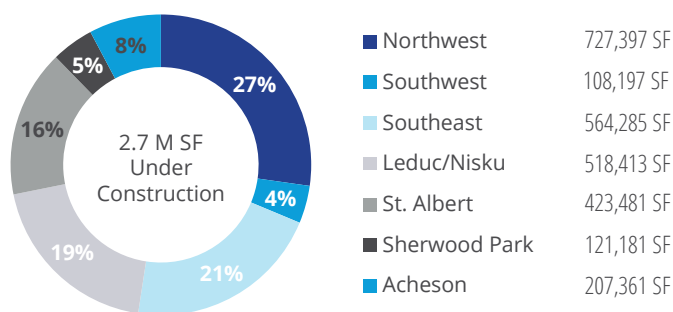 8%
5%
27%
16%
2.7 M SF
Under
Construction
4%
19%
21%
Northwest 727,397 SF
Southwest 108,197 SF
Southeast 564,285 SF
Leduc/Nisku 518,413 SF
St. Albert 423,481 SF
Sherwood Park 121,181 SF
Acheson 207,361 SF